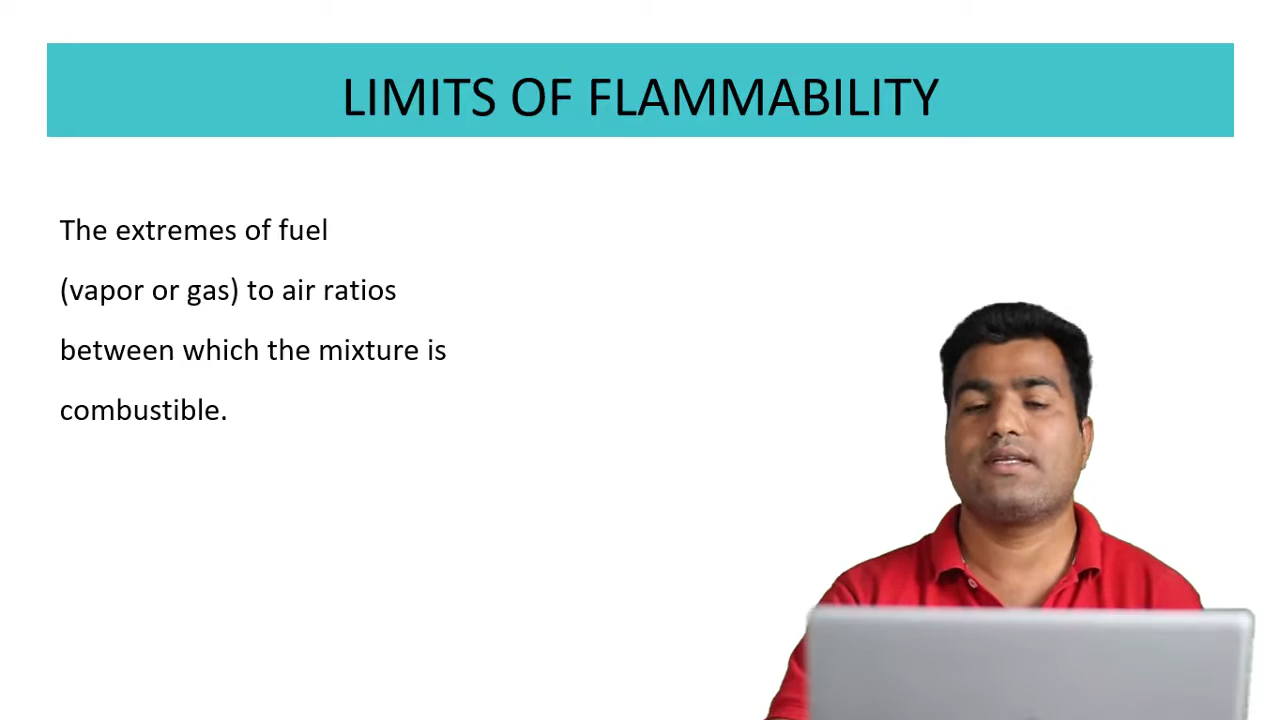 LIMITS OF FLAMMABILITY
The extremes of fuel
(vapor or gas) to air ratios
between which the mixture is
combustible.